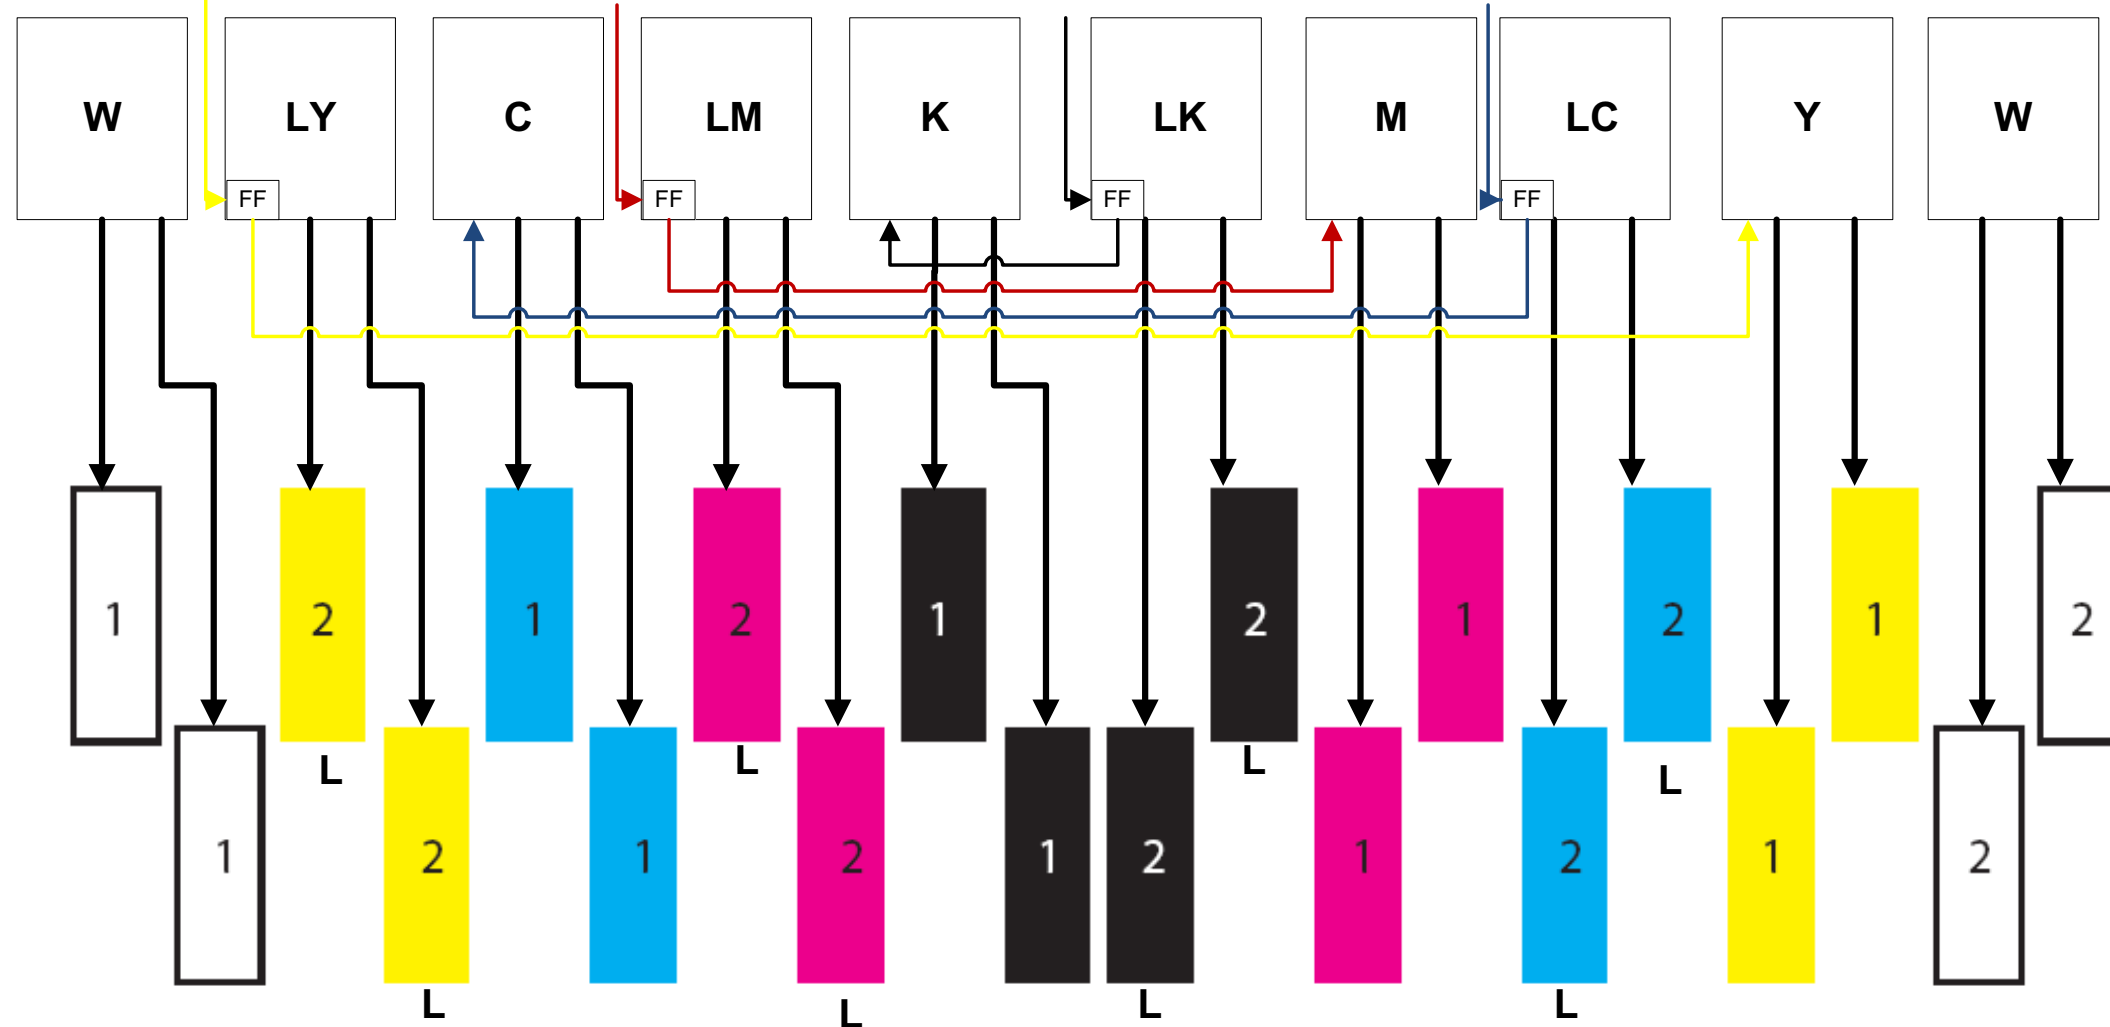 W LY C LM K LK M LC Y W
FF FF FF FF
1 2 1 2 1 2 1 2 1 2
L L L L
1 2 1 2 1 2 1 2 1 2
L L L L